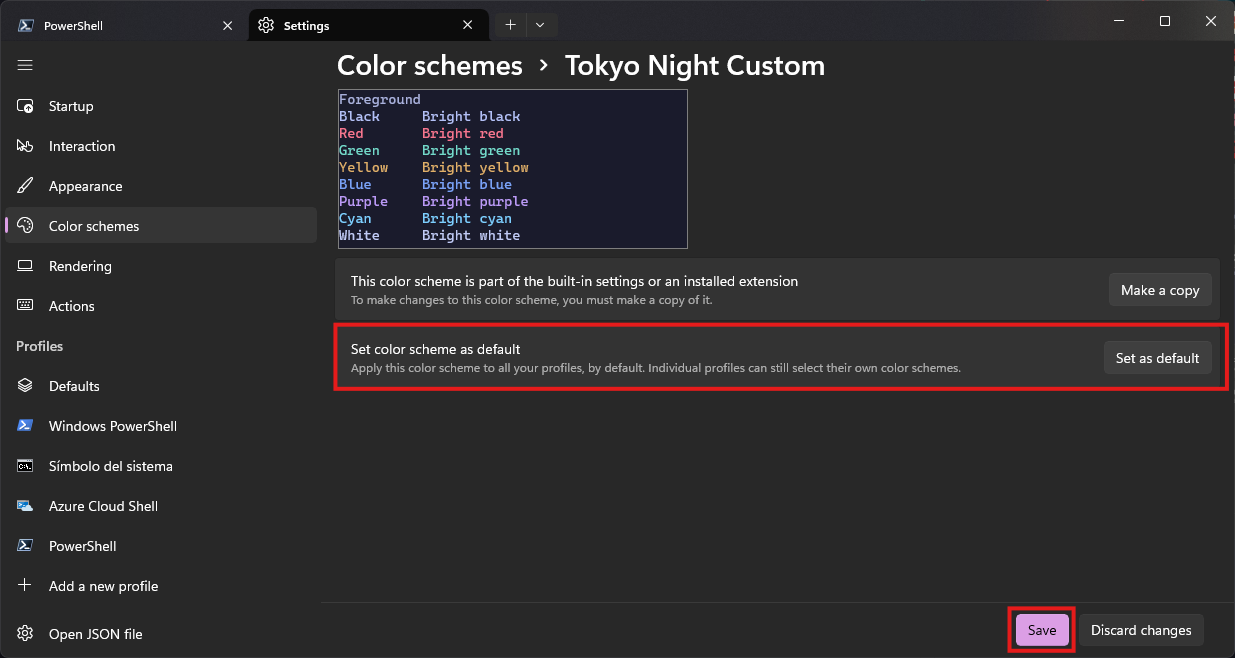 PowerShell
Settings
Color schemes > Tokyo Night Custom
Startup
Interaction
Appearance
Color schemes
Rendering
Actions
Profiles
Defaults
Windows PowerShell
Símbolo del sistema
Azure Cloud Shell
PowerShell
Add a new profile
Open JSON file
Foreground
Black Bright black
Red Bright red
Green Bright green
Yellow Bright yellow
Blue Bright blue
Purple Bright purple
Cyan Bright cyan
White Bright white
This color scheme is part of the built-in settings or an installed extension
To make changes to this color scheme, you must make a copy of it.
Make a copy
Set color scheme as default
Apply this color scheme to all your profiles, by default. Individual profiles can still select their own color schemes.
Set as default
Save
Discard changes